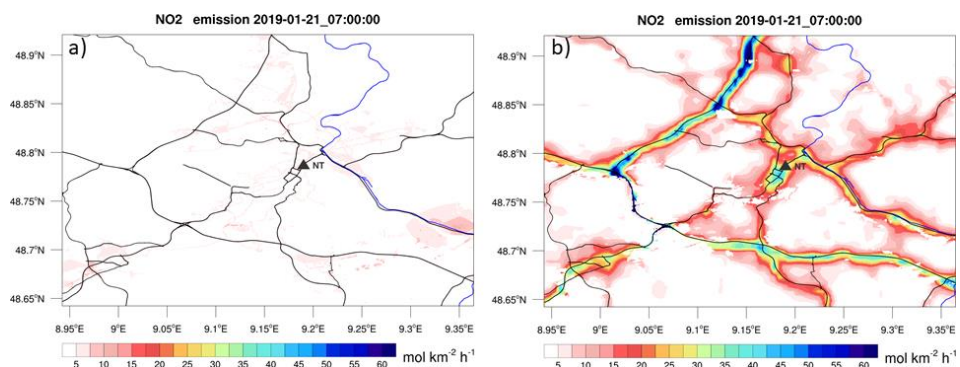 NO2 emission 2019-01-21_07:00:00
a)
48.9°N
48.85°N
48.8°N
48.75°N
48.7°N
48.65°N
NT
8.95°E 9°E 9.05°E 9.1°E 9.15°E 9.2°E 9.25°E 9.3°E 9.35°E
5 10 15 20 25 30 35 40 45 50 55 60 mol km⁻² h⁻¹
NO2 emission 2019-01-21_07:00:00
b)
48.9°N
48.85°N
48.8°N
48.75°N
48.7°N
48.65°N
NT
8.95°E 9°E 9.05°E 9.1°E 9.15°E 9.2°E 9.25°E 9.3°E 9.35°E
5 10 15 20 25 30 35 40 45 50 55 60 mol km⁻² h⁻¹